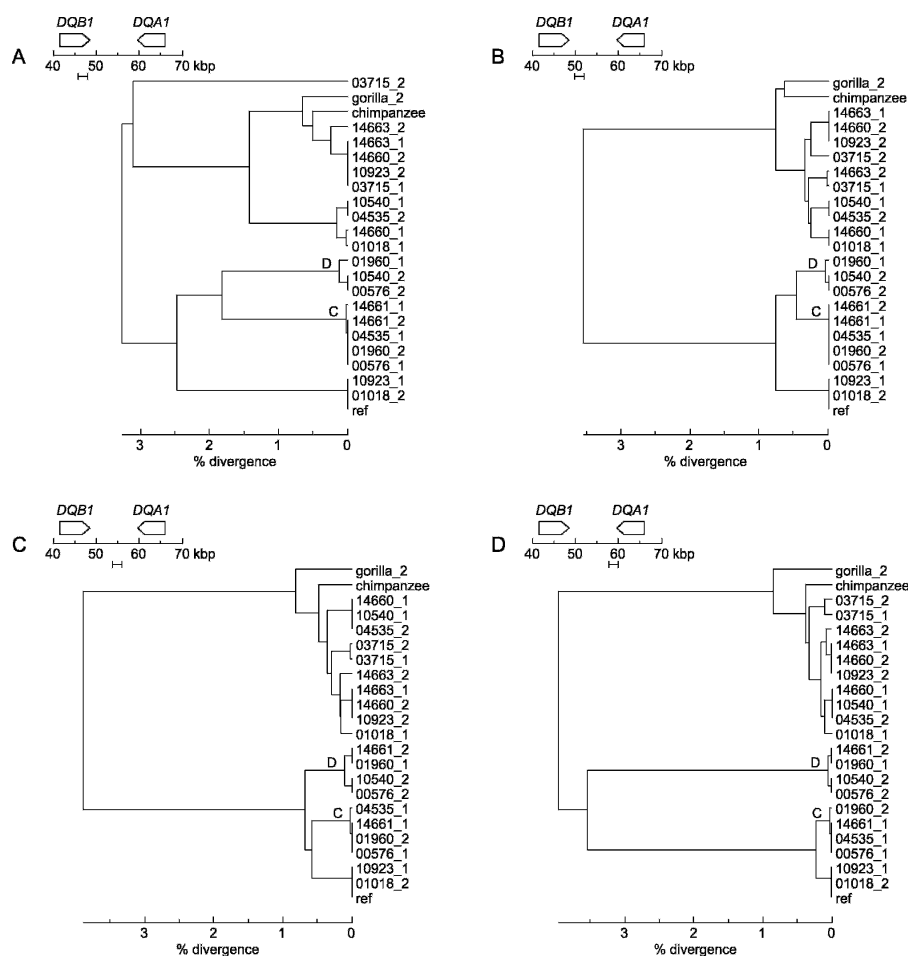 DQB1 DQA1
A
40 50 60 70 kbp
03715_2
gorilla_2
chimpanzee
14663_2
14663_1
14660_2
10923_2
03715_1
10540_1
04535_2
14660_1
01018_1
D
01960_1
10540_2
00576_2
C
14661_1
14661_2
04535_1
01960_2
00576_1
10923_1
01018_2
ref
3 2 1 0
% divergence
DQB1 DQA1
B
40 50 60 70 kbp
gorilla_2
chimpanzee
14663_1
14660_2
10923_2
03715_2
14663_2
03715_1
10540_1
04535_2
14660_1
01018_1
D
01960_1
10540_2
00576_2
C
14661_2
14661_1
04535_1
01960_2
00576_1
10923_1
01018_2
ref
3 2 1 0
% divergence
DQB1 DQA1
C
40 50 60 70 kbp
gorilla_2
chimpanzee
14660_1
10540_1
04535_2
03715_2
03715_1
14663_2
14663_1
14660_2
10923_2
01018_1
14661_2
D
01960_1
10540_2
00576_2
04535_1
C
14661_1
01960_2
00576_1
10923_1
01018_2
ref
3 2 1 0
% divergence
DQB1 DQA1
D
40 50 60 70 kbp
gorilla_2
chimpanzee
03715_2
03715_1
14663_2
14663_1
14660_2
10923_2
14660_1
10540_1
04535_2
01018_1
14661_2
D
01960_1
10540_2
00576_2
01960_2
C
14661_1
04535_1
00576_1
10923_1
01018_2
ref
3 2 1 0
% divergence